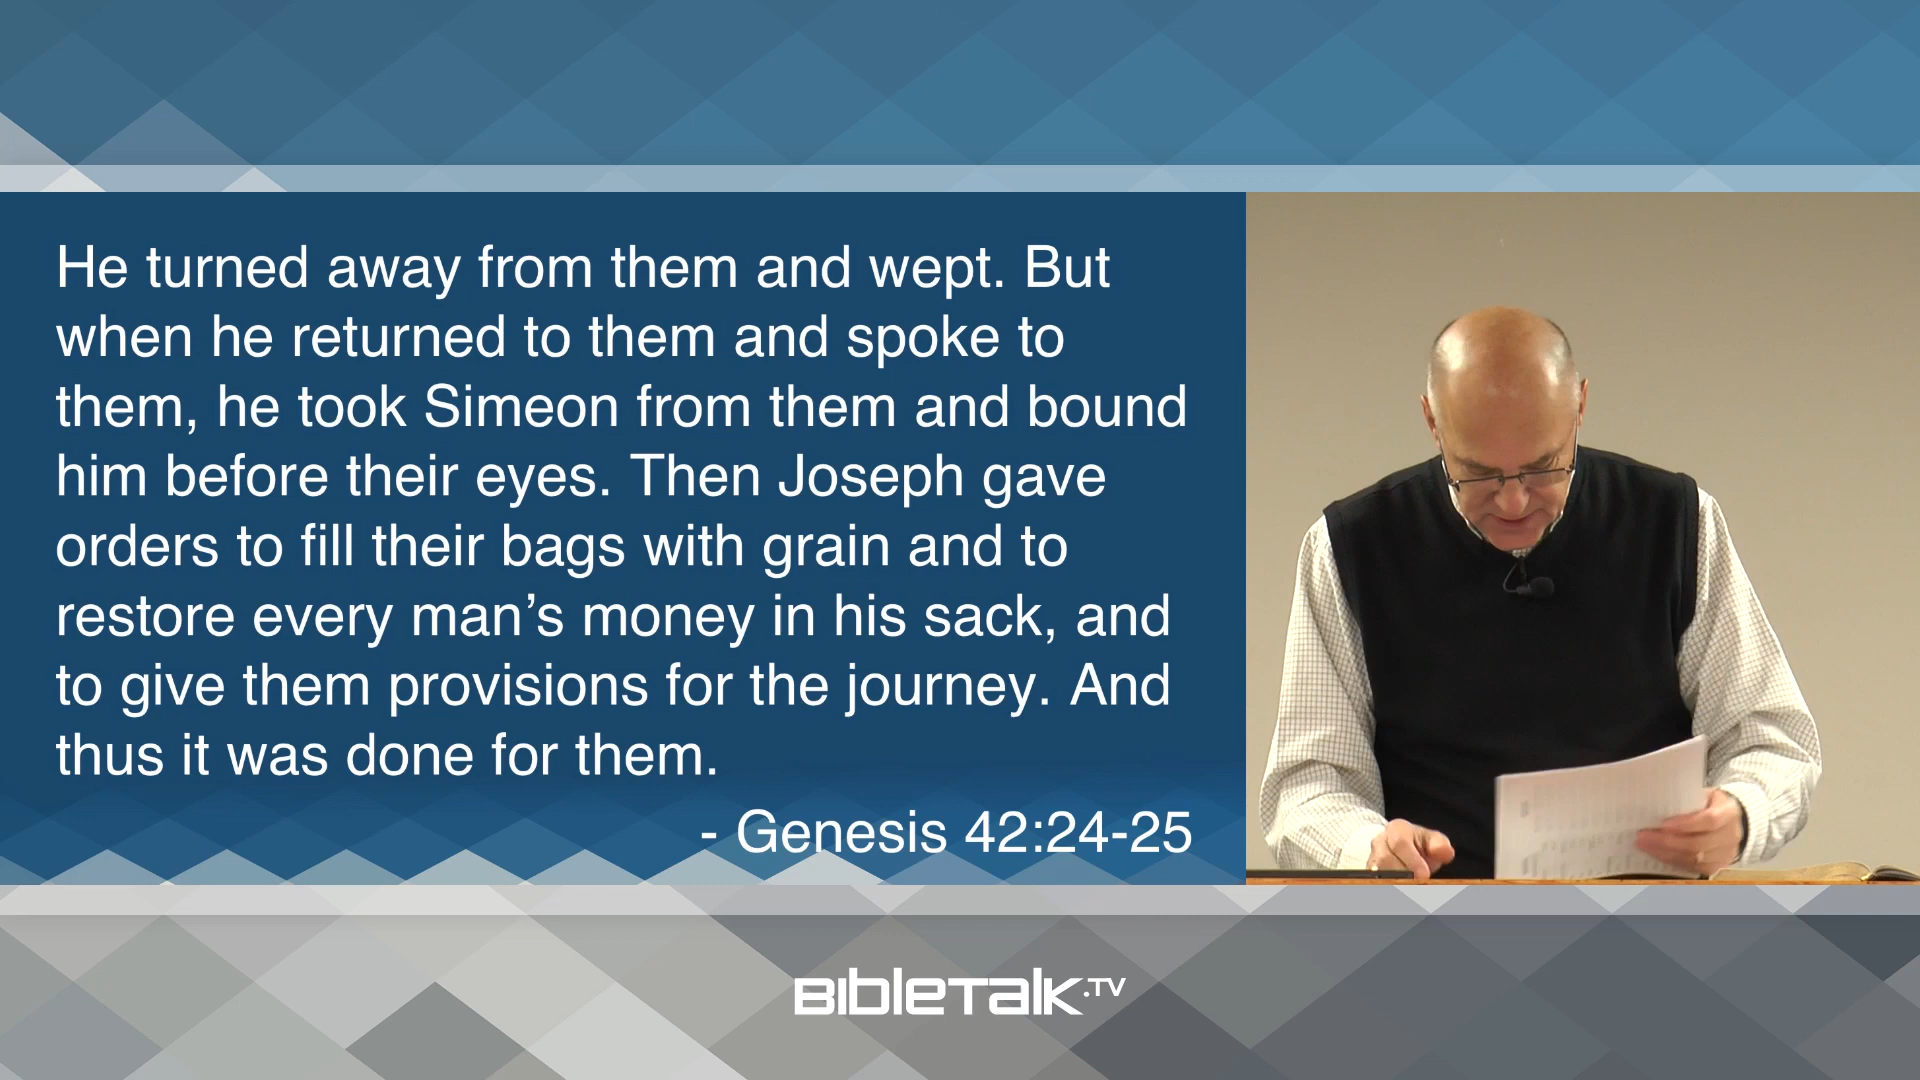 He turned away from them and wept. But
when he returned to them and spoke to
them, he took Simeon from them and bound
him before their eyes. Then Joseph gave
orders to fill their bags with grain and to
restore every man’s money in his sack, and
to give them provisions for the journey. And
thus it was done for them.
- Genesis 42:24-25
BibleTalk.TV